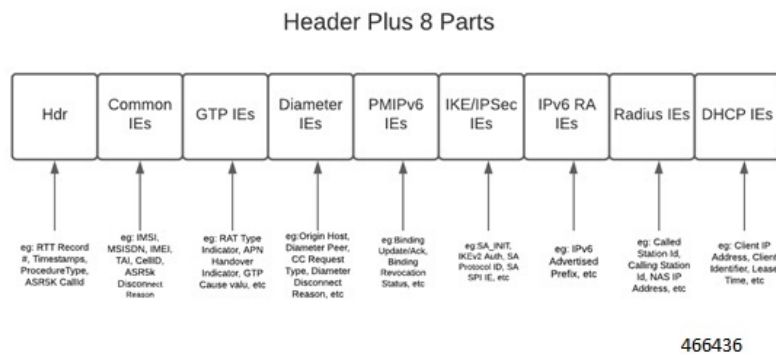 Header Plus 8 Parts
Hdr
Common
IEs
GTP IEs
Diameter
IEs
PMIPv6
IEs
IKE/IPSec
IEs
IPv6 RA
IEs
Radius IEs
DHCP IEs
eg: RTT Record
#, Timestamps,
ProcedureType,
ASR5K CallId
eg: IMSI,
MSISDN, IMEI,
TAI, CellID,
ASR5k
Disconnect
Reason
eg: RAT Type
Indicator, APN
Handover
Indicator, GTP
Cause valu, etc
eg:Origin Host,
Diameter Peer,
CC Request
Type, Diameter
Disconnect
Reason, etc
eg:Binding
Update/Ack,
Binding
Revocation
Status, etc
eg:SA_INIT,
IKEv2 Auth, SA
Protocol ID, SA
SPI IE, etc
eg: IPv6
Advertised
Prefix, etc
eg: Called
Station Id,
Calling Station
Id, NAS IP
Address, etc
eg: Client IP
Address, Client
Identifier, Lease
Time, etc
466436